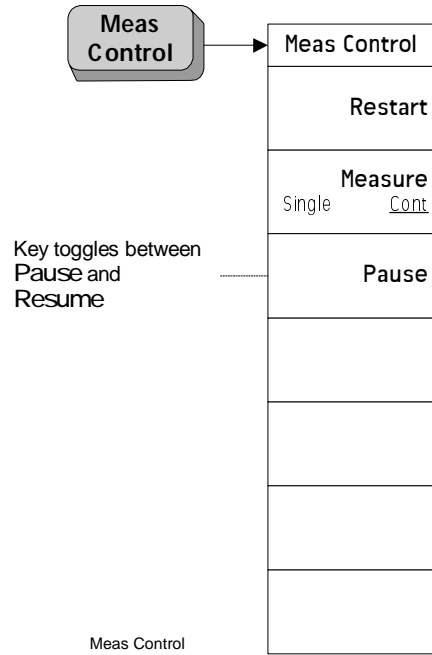 Meas
Control
Meas Control
Restart
Measure
Single Cont
Key toggles between
Pause and
Resume
Pause
Meas Control